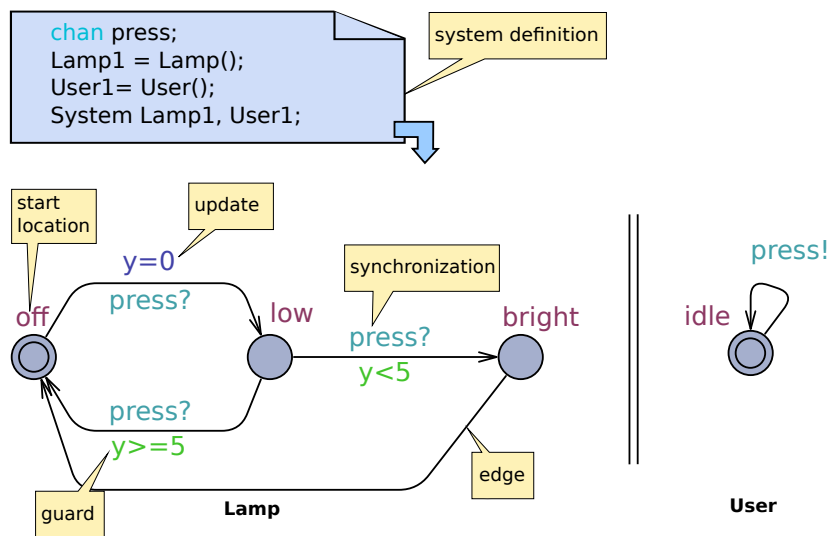 chan press;
Lamp1 = Lamp();
User1= User();
System Lamp1, User1;
system definition
start
location
update
y=0
press?
synchronization
off
low
press?
y<5
bright
press?
y>=5
guard
edge
Lamp
press!
idle
User